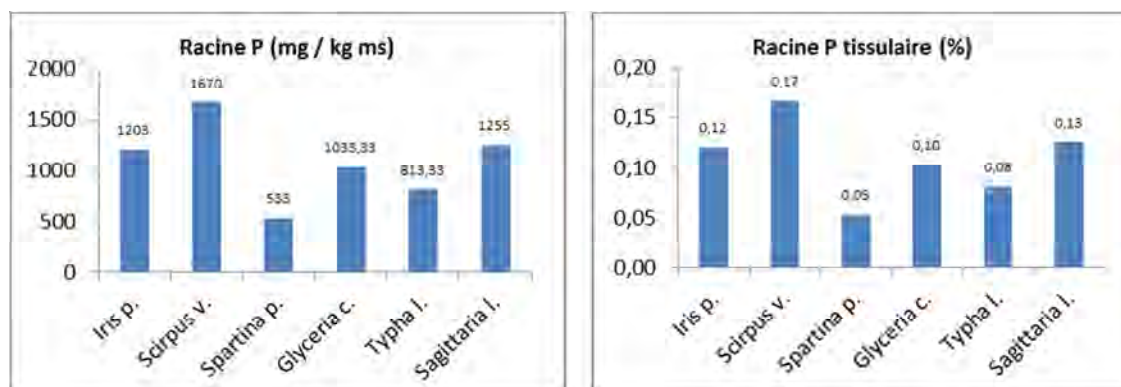 Racine P (mg / kg ms)
2000
1500
1000
500
0
1203
1670
533
1033,33
813,33
1255
Iris p.
Scirpus v.
Spartina p.
Glyceria c.
Typha l.
Sagittaria l.
Racine P tissulaire (%)
0,20
0,15
0,10
0,05
0,00
0,12
0,17
0,05
0,10
0,08
0,13
Iris p.
Scirpus v.
Spartina p.
Glyceria c.
Typha l.
Sagittaria l.